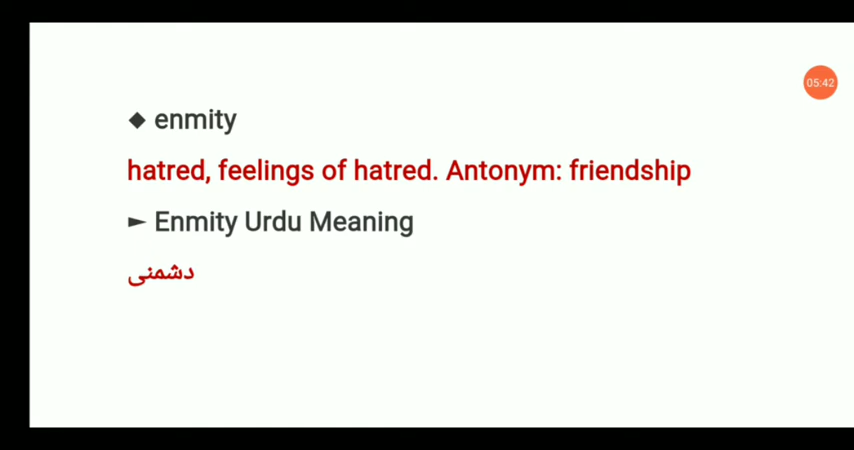 05:42
◆ enmity
hatred, feelings of hatred. Antonym: friendship
► Enmity Urdu Meaning
دشمنی